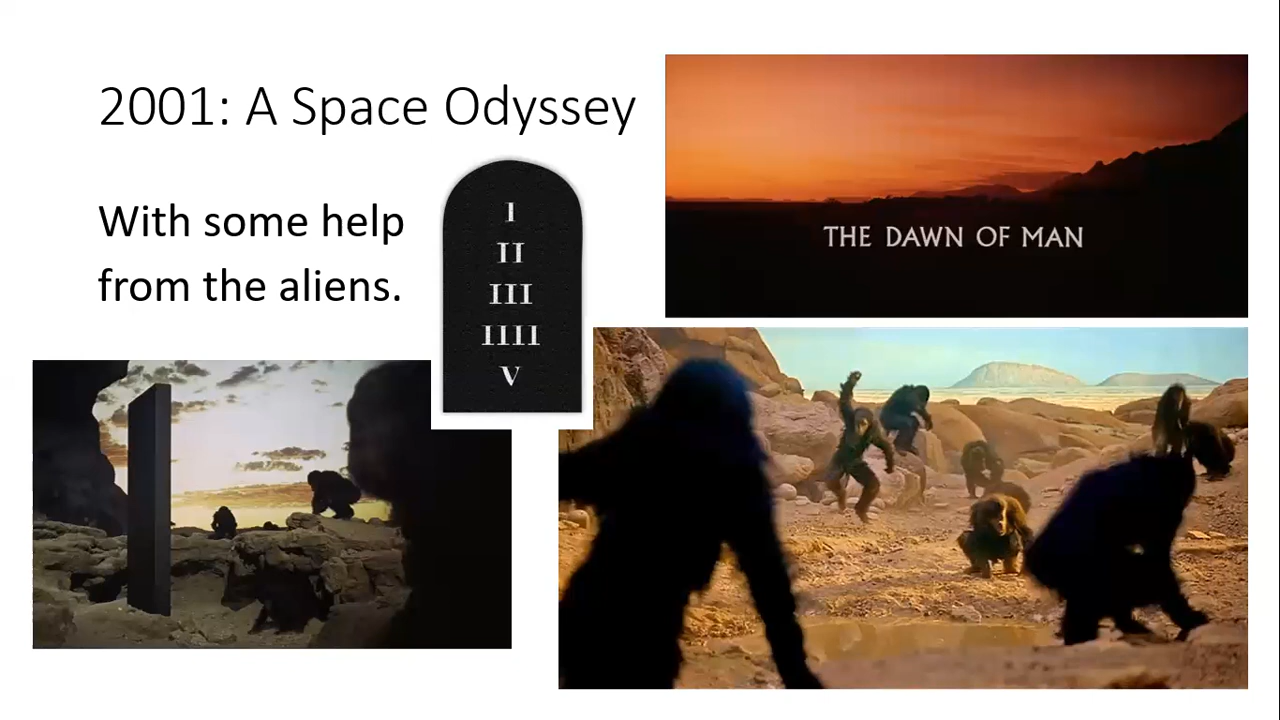 2001: A Space Odyssey
With some help
from the aliens.
I
II
III
IIII
V
THE DAWN OF MAN